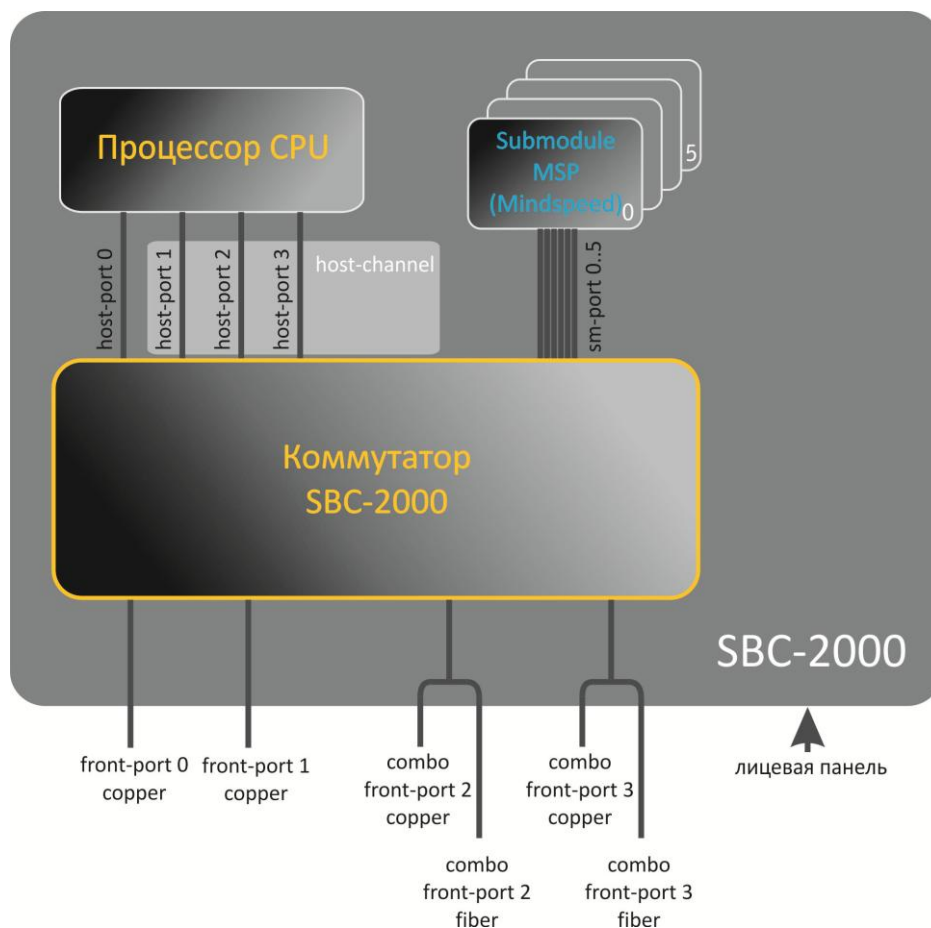 Процессор CPU
Submodule
MSP
(Mindspeed)
0
5
host-port 0
host-port 1
host-port 2
host-port 3
host-channel
sm-port 0..5
Коммутатор
SBC-2000
SBC-2000
front-port 0
copper
front-port 1
copper
combo
front-port 2
copper
combo
front-port 3
copper
лицевая панель
combo
front-port 2
fiber
combo
front-port 3
fiber